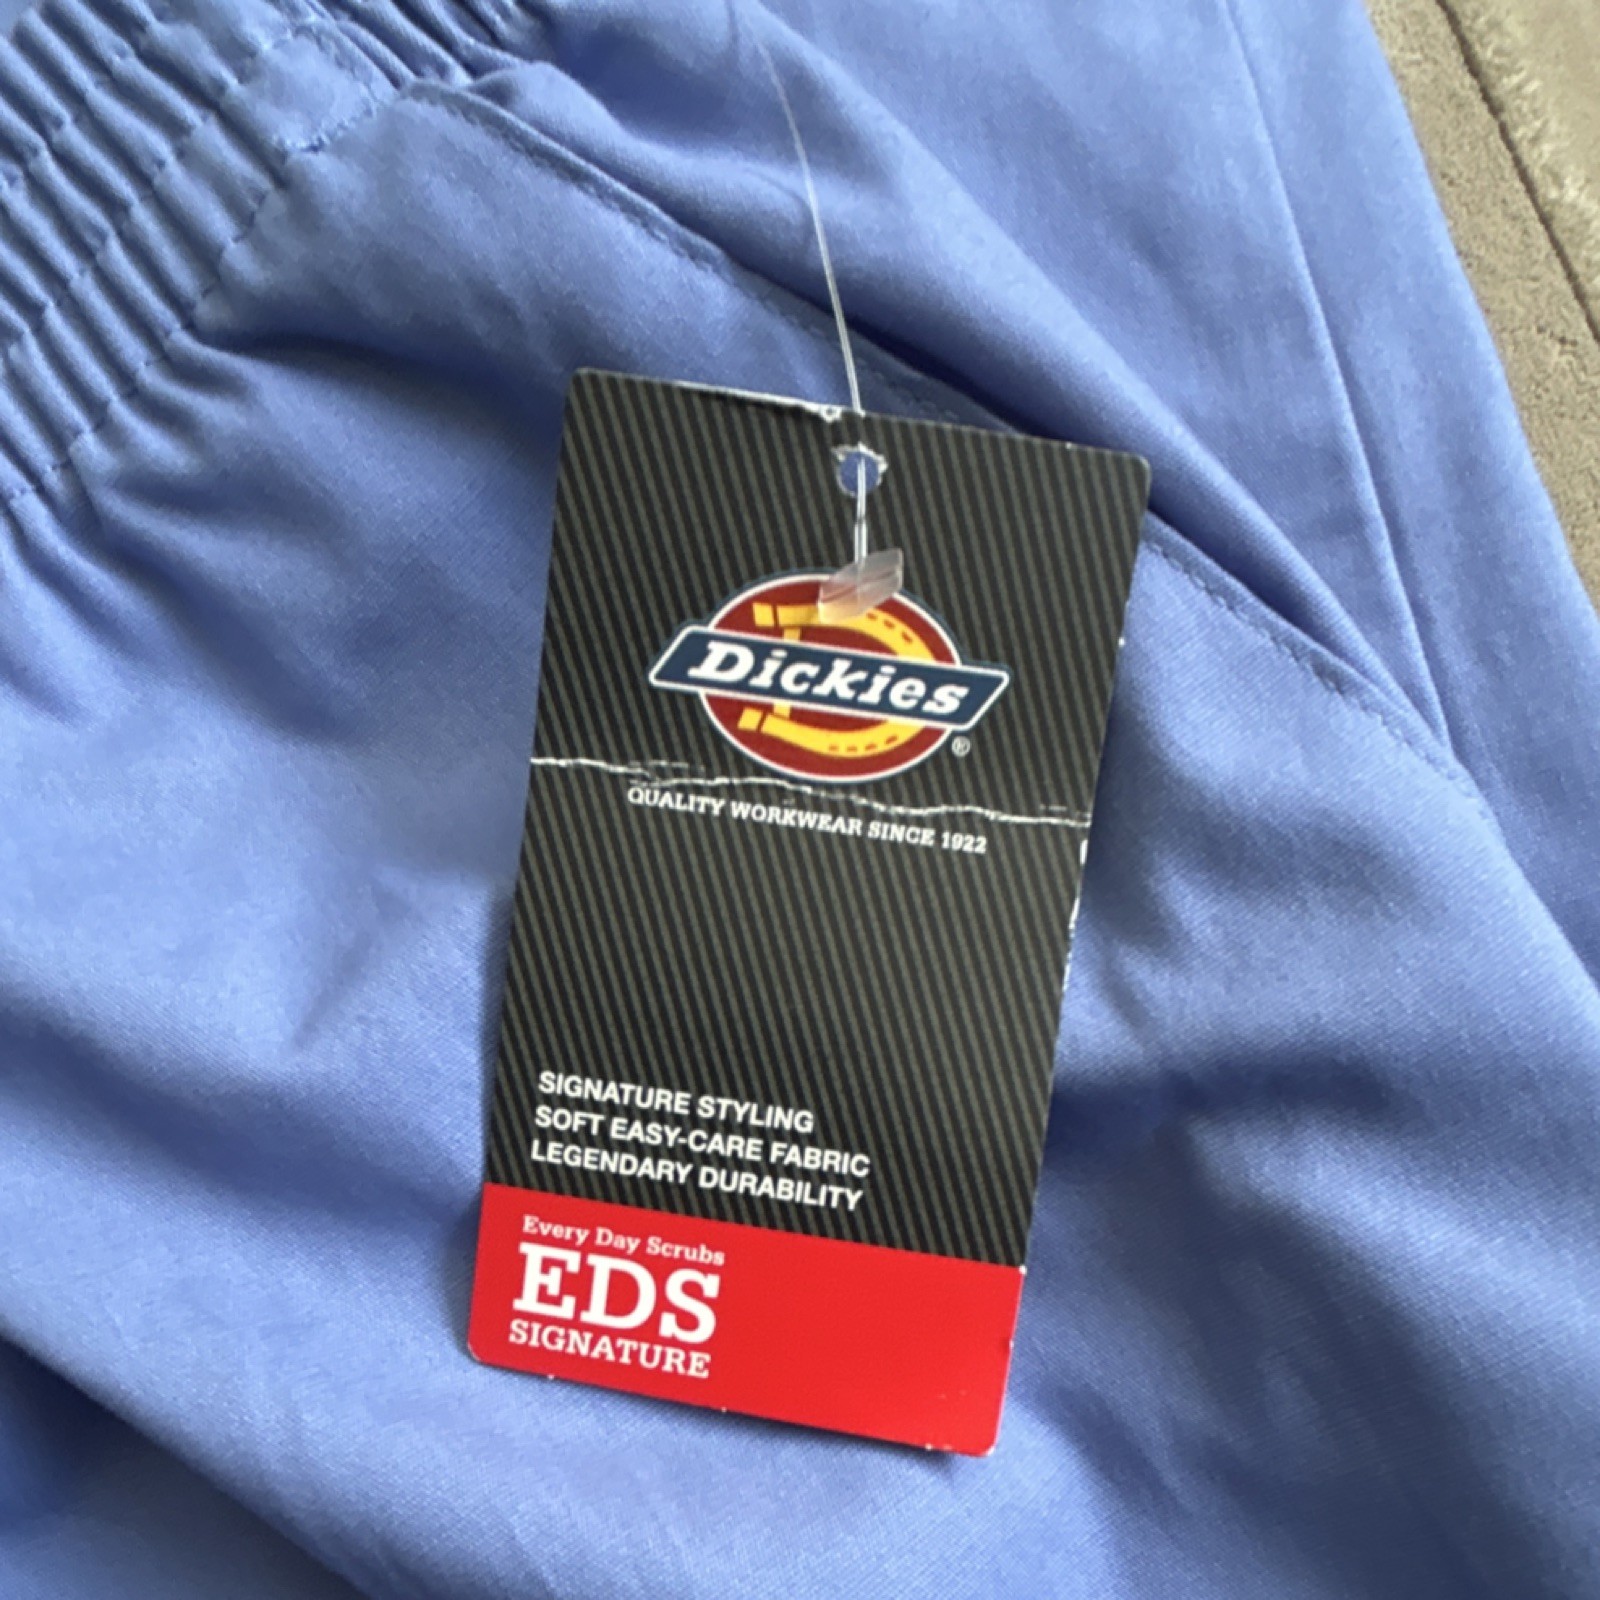 Dickies
®
QUALITY WORKWEAR SINCE 1922
SIGNATURE STYLING
SOFT EASY-CARE FABRIC
LEGENDARY DURABILITY
Every Day Scrubs
EDS
SIGNATURE